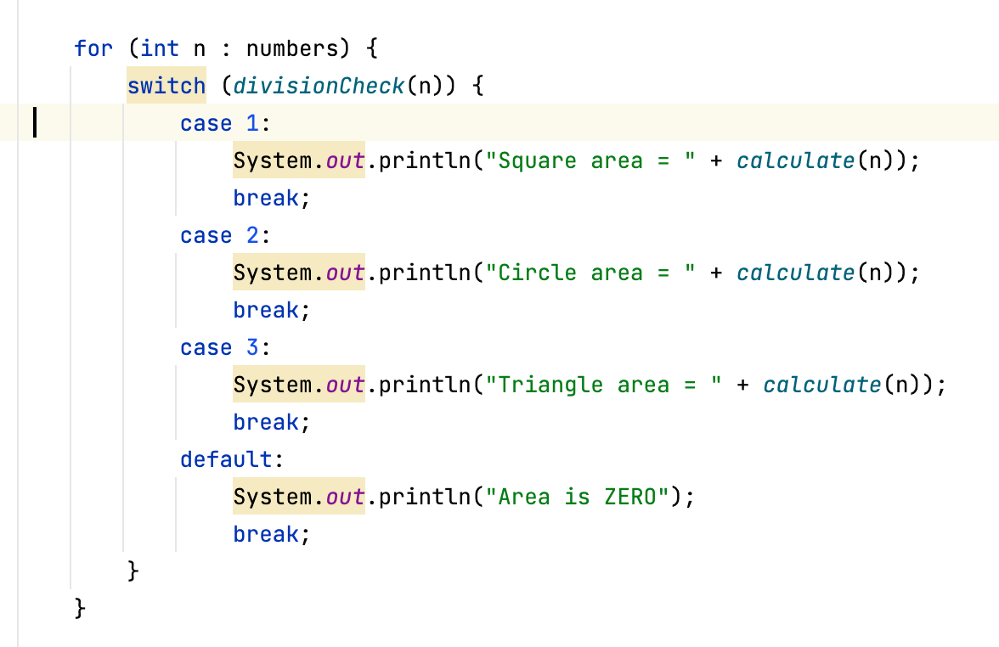 for (int n : numbers) {
switch (divisionCheck(n)) {
case 1:
System.out.println("Square area = " + calculate(n));
break;
case 2:
System.out.println("Circle area = " + calculate(n));
break;
case 3:
System.out.println("Triangle area = " + calculate(n));
break;
default:
System.out.println("Area is ZERO");
break;
}
}